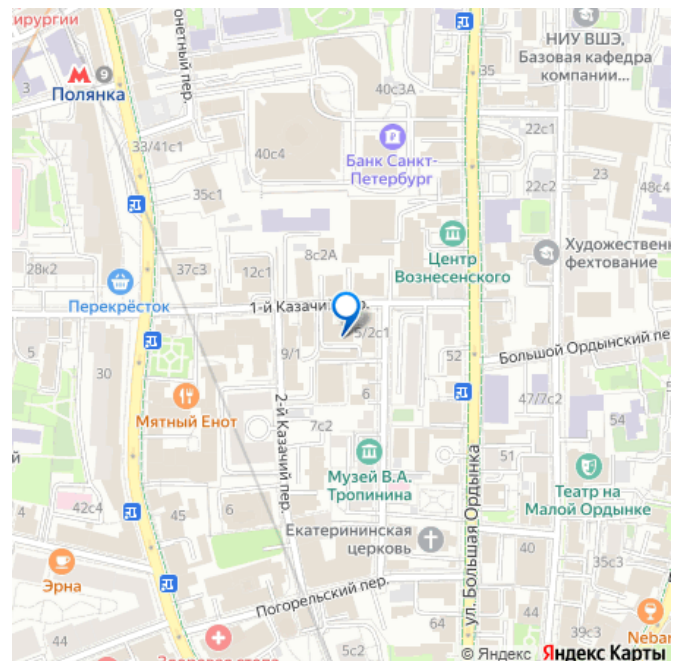 ирургии
онетный пер.
НИУ ВШЭ,
Базовая кафедра
компании...
35
3
9
Полянка
40с3А
33/41с1
40с4
Банк Санкт-
Петербург
22с1
35с1
22с2
23
48с4
8с2А
Центр
Вознесенского
Художественн
фехтование
28к2
37с3
12с1
Перекрёсток
1-й Казачий
р.
5/2с1
Большой Ордынский пе
5
9/1
52
30
6
47/7с2
Мятный Енот
2-й Казачий пер.
7с2
54
51
Музей В.А.
Тропинина
Театр на
Малой Ордынке
ул. Большая Ордынка
4
42с4
45
6
Екатерининская
церковь
40
35с3
Эрна
Погорельский пер.
64
44
5с2
39с3
Nebar
© Яндекс Яндекс Карты